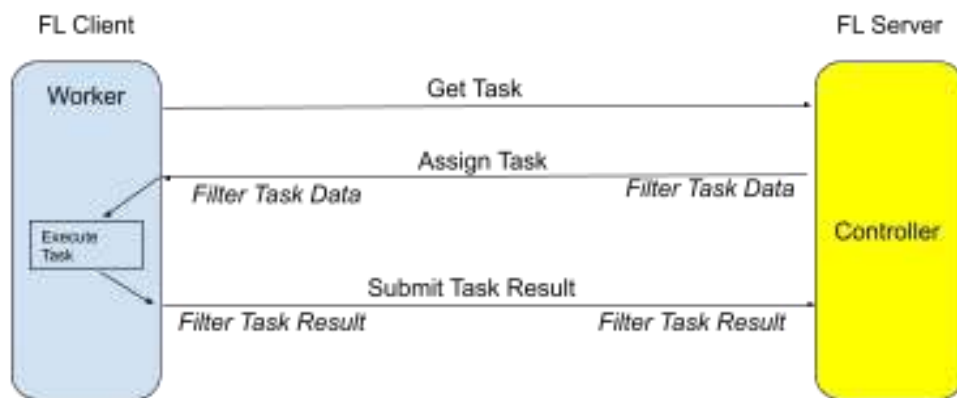 FL Client
FL Server
Worker
Get Task
Assign Task
Filter Task Data
Filter Task Data
Execute
Task
Controller
Submit Task Result
Filter Task Result
Filter Task Result